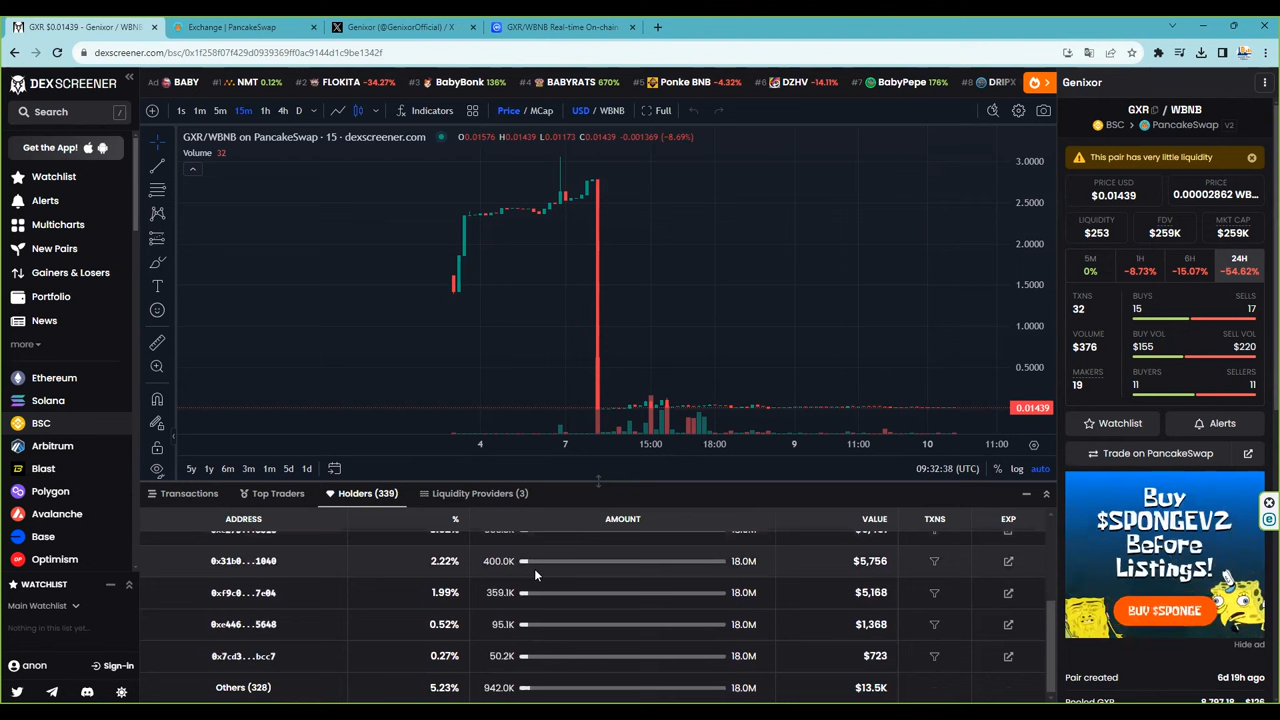 GXR $0.01439 - Genixor / WBNB
Exchange | PancakeSwap
Genixor (@GenixorOfficial) / X
GXR/WBNB Real-time On-chain
dexscreener.com/bsc/0x1f258f07f429d0939369ff0ac9144d1c9be1342f
DEX SCREENER
Search /
Get the App!
Watchlist
Alerts
Multicharts
New Pairs
Gainers & Losers
Portfolio
News
more
Ethereum
Solana
BSC
Arbitrum
Blast
Polygon
Avalanche
Base
Optimism
WATCHLIST
Main Watchlist
Nothing in this list yet...
anon Sign-in
Ad BABY #1 NMT 0.12% #2 FLOKITA -34.27% #3 BabyBonk 136% #4 BABYRATS 670% #5 Ponke BNB -4.32% #6 DZHV -14.11% #7 BabyPepe 176% #8 DRIPX
1s 1m 5m 15m 1h 4h D Indicators Price / MCap USD / WBNB Full
GXR/WBNB on PancakeSwap · 15 · dexscreener.com O0.01576 H0.01439 L0.01173 C0.01439 -0.001369 (-8.69%)
Volume 32
3.0000
2.5000
2.0000
1.5000
1.0000
0.5000
0.01439
4 7 15:00 18:00 9 11:00 10 11:00
5y 1y 6m 3m 1m 5d 1d 09:32:38 (UTC) % log auto
Transactions Top Traders Holders (339) Liquidity Providers (3)
ADDRESS % AMOUNT VALUE TXNS EXP
0x31b0...1040 2.22% 400.0K 18.0M $5,756
0xf9c0...7e04 1.99% 359.1K 18.0M $5,168
0xc446...5648 0.52% 95.1K 18.0M $1,368
0x7cd3...bcc7 0.27% 50.2K 18.0M $723
Others (328) 5.23% 942.0K 18.0M $13.5K - -
Genixor
GXR / WBNB
BSC > PancakeSwap V2
This pair has very little liquidity
PRICE USD PRICE
$0.01439 0.00002862 WB...
LIQUIDITY FDV MKT CAP
$253 $259K $259K
5M 1H 6H 24H
0% -8.73% -15.07% -54.62%
TXNS BUYS SELLS
32 15 17
VOLUME BUY VOL SELL VOL
$376 $155 $220
MAKERS BUYERS SELLERS
19 11 11
Watchlist Alerts
Trade on PancakeSwap
Buy
$SPONGEV2
Before
Listings!
BUY $SPONGE
Hide ad
Pair created 6d 19h ago
Pooled GXR 8,797.18 $126